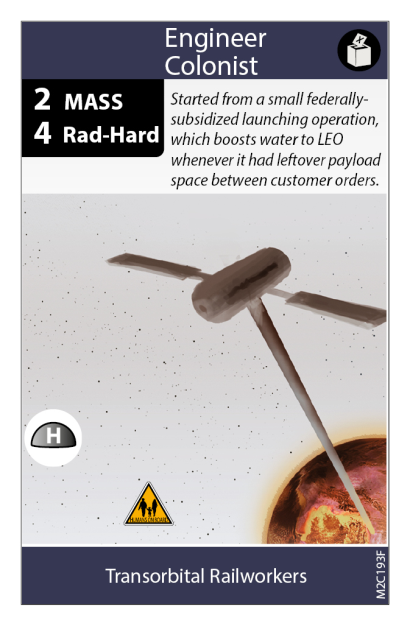 Engineer
Colonist
2 MASS
4 Rad-Hard
Started from a small federally-
subsidized launching operation,
which boosts water to LEO
whenever it had leftover payload
space between customer orders.
H
Transorbital Railworkers
M2C193F